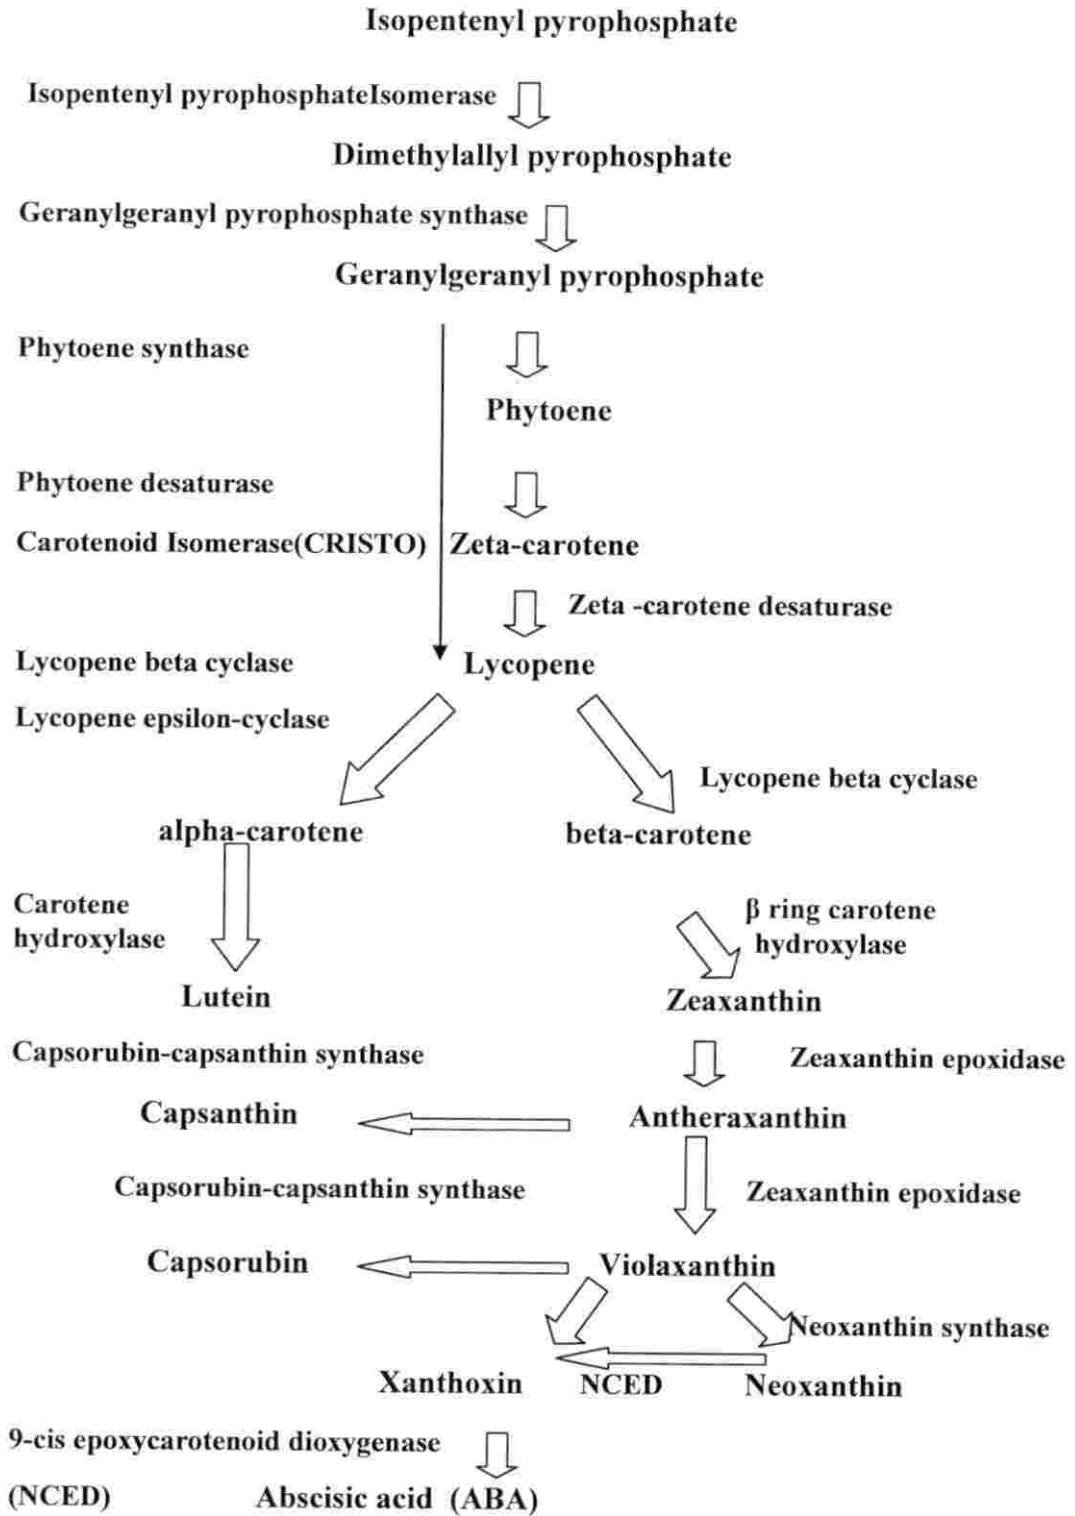 Isopentenyl pyrophosphate
Isopentenyl pyrophosphateIsomerase
Dimethylallyl pyrophosphate
Geranylgeranyl pyrophosphate synthase
Geranylgeranyl pyrophosphate
Phytoene synthase
Phytoene
Phytoene desaturase
Carotenoid Isomerase(CRISTO) Zeta-carotene
Zeta -carotene desaturase
Lycopene beta cyclase Lycopene
Lycopene epsilon-cyclase
Lycopene beta cyclase
alpha-carotene beta-carotene
Carotene
hydroxylase
β ring carotene
hydroxylase
Lutein Zeaxanthin
Capsorubin-capsanthin synthase Zeaxanthin epoxidase
Capsanthin Antheraxanthin
Capsorubin-capsanthin synthase Zeaxanthin epoxidase
Capsorubin Violaxanthin
Neoxanthin synthase
Xanthoxin NCED Neoxanthin
9-cis epoxycarotenoid dioxygenase
(NCED) Abscisic acid (ABA)